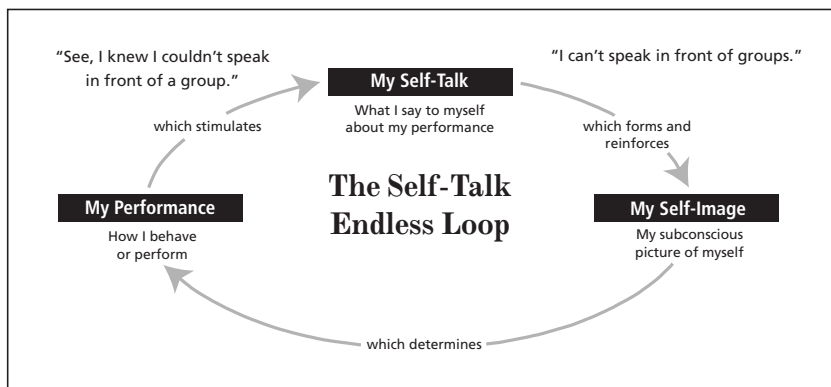 “See, I knew I couldn’t speak
in front of a group.”
“I can’t speak in front of groups.”
My Self-Talk
What I say to myself
about my performance
which stimulates
which forms and
reinforces
The Self-Talk
Endless Loop
My Performance
How I behave
or perform
My Self-Image
My subconscious
picture of myself
which determines